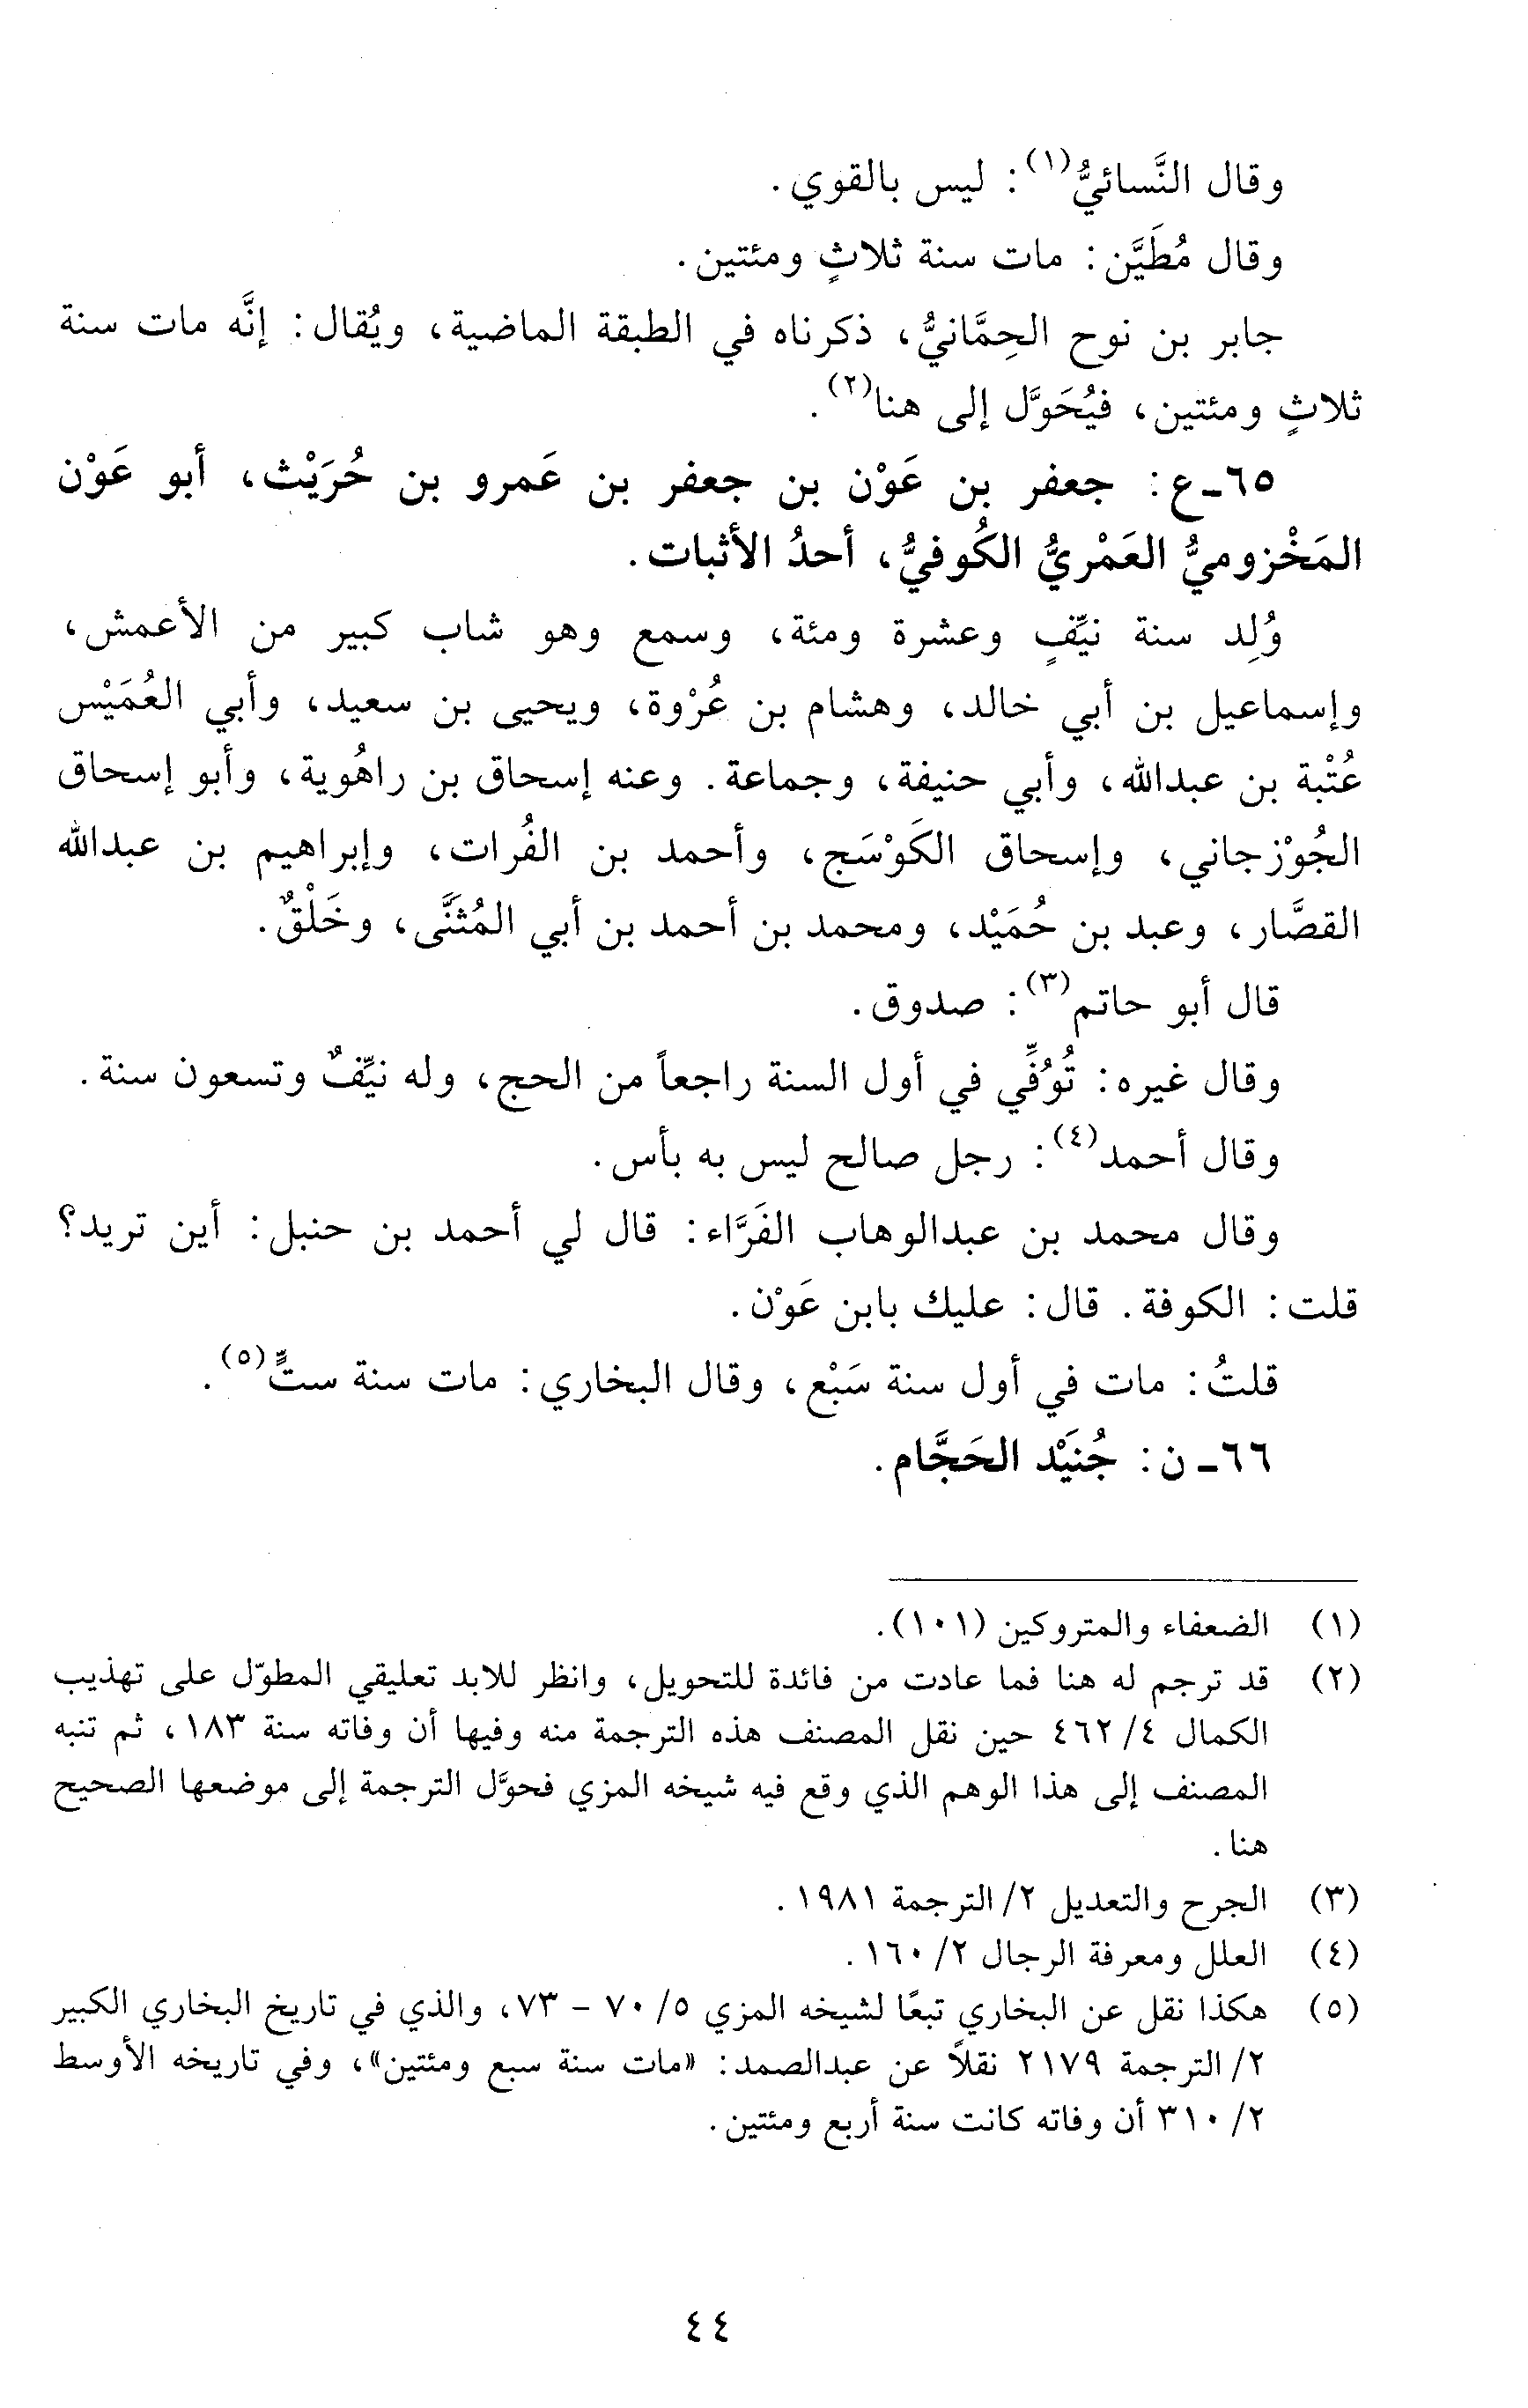 وقال النَّسائيُّ(١): ليس بالقوي.
وقال مُطَيَّن: مات سنة ثلاثٍ ومئتين.
جابر بن نوح الحِمَّانيُّ، ذكرناه في الطبقة الماضية، ويُقال: إنَّه مات سنة
ثلاثٍ ومئتين، فيُحَوَّل إلى هنا(٢).
٦٥-ع: جعفر بن عَوْن بن جعفر بن عَمرو بن حُرَيْث، أبو عَوْن
المَخْزوميُّ العَمْريُّ الكُوفيُّ، أحدُ الأثبات.
وُلِد سنة نيِّفٍ وعشرة ومئة، وسمع وهو شاب كبير من الأعمش،
وإسماعيل بن أبي خالد، وهشام بن عُرْوة، ويحيى بن سعيد، وأبي العُمَيْس
عُتْبة بن عبدالله، وأبي حنيفة، وجماعة. وعنه إسحاق بن راهُوية، وأبو إسحاق
الجُوْزجاني، وإسحاق الكَوْسَج، وأحمد بن الفُرات، وإبراهيم بن عبدالله
القصَّار، وعبد بن حُمَيْد، ومحمد بن أحمد بن أبي المُثَنَّى، وخَلْقٌ.
قال أبو حاتم(٣): صدوق.
وقال غيره: تُوُفِّي في أول السنة راجعاً من الحج، وله نيِّفٌ وتسعون سنة.
وقال أحمد(٤): رجل صالح ليس به بأس.
وقال محمد بن عبدالوهاب الفَرَّاء: قال لي أحمد بن حنبل: أين تريد؟
قلت: الكوفة. قال: عليك بابن عَوْن.
قلتُ: مات في أول سنة سَبْع، وقال البخاري: مات سنة ستٍّ(٥).
٦٦-ن: جُنَيْد الحَجَّام.
(١) الضعفاء والمتروكين (١٠١).
(٢) قد ترجم له هنا فما عادت من فائدة للتحويل، وانظر للابد تعليقي المطوّل على تهذيب
الكمال ٤/ ٤٦٢ حين نقل المصنف هذه الترجمة منه وفيها أن وفاته سنة ١٨٣، ثم تنبه
المصنف إلى هذا الوهم الذي وقع فيه شيخه المزي فحوَّل الترجمة إلى موضعها الصحيح
هنا.
(٣) الجرح والتعديل ٢/ الترجمة ١٩٨١.
(٤) العلل ومعرفة الرجال ٢/ ١٦٠.
(٥) هكذا نقل عن البخاري تبعًا لشيخه المزي ٥/ ٧٠ - ٧٣، والذي في تاريخ البخاري الكبير
٢/ الترجمة ٢١٧٩ نقلاً عن عبدالصمد: «مات سنة سبع ومئتين»، وفي تاريخه الأوسط
٢/ ٣١٠ أن وفاته كانت سنة أربع ومئتين.
٤٤